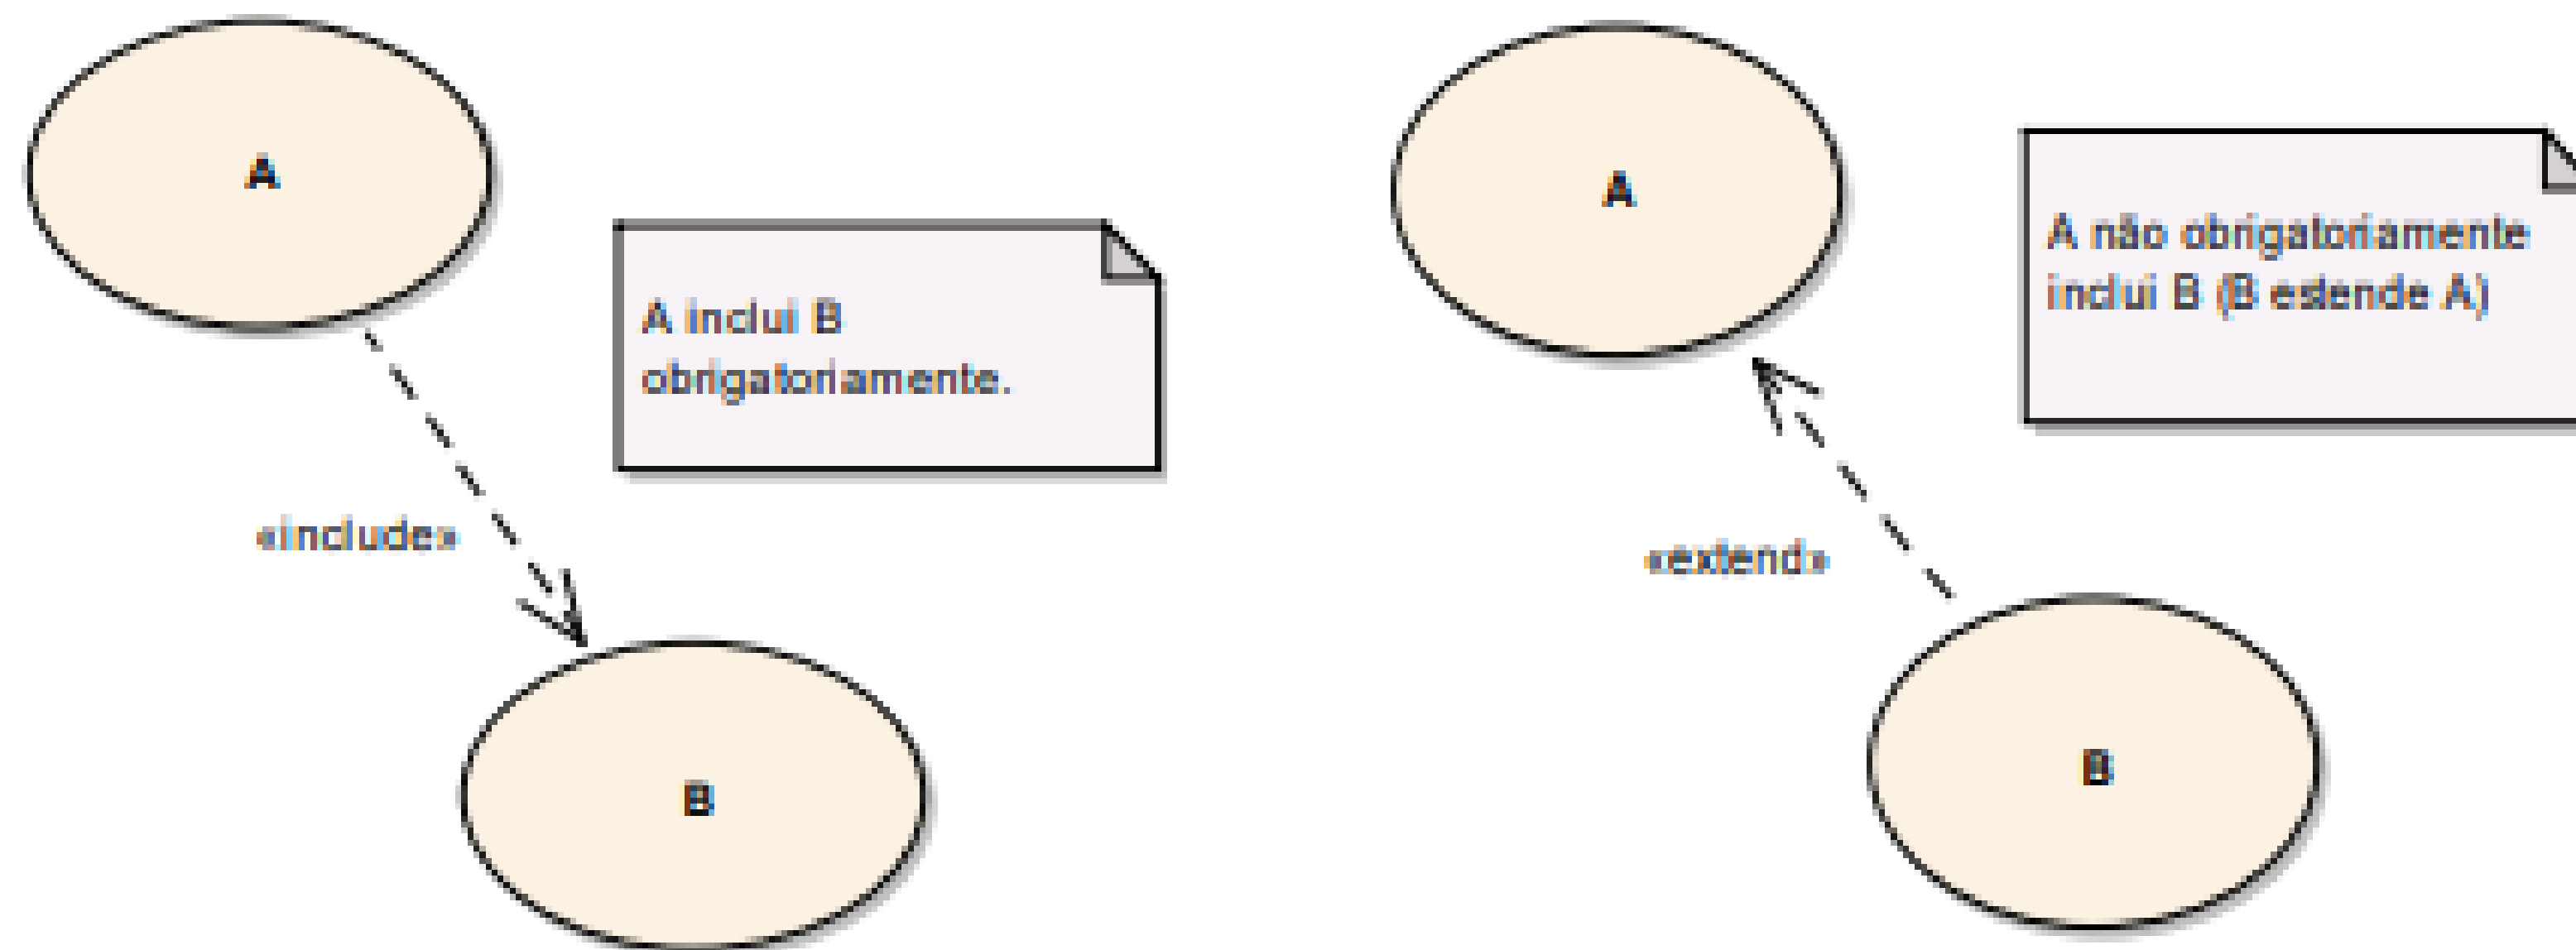 A
A inclui B
obrigatoriamente.
«include»
B
A
A não obrigatoriamente
inclui B (B estende A)
«extend»
B